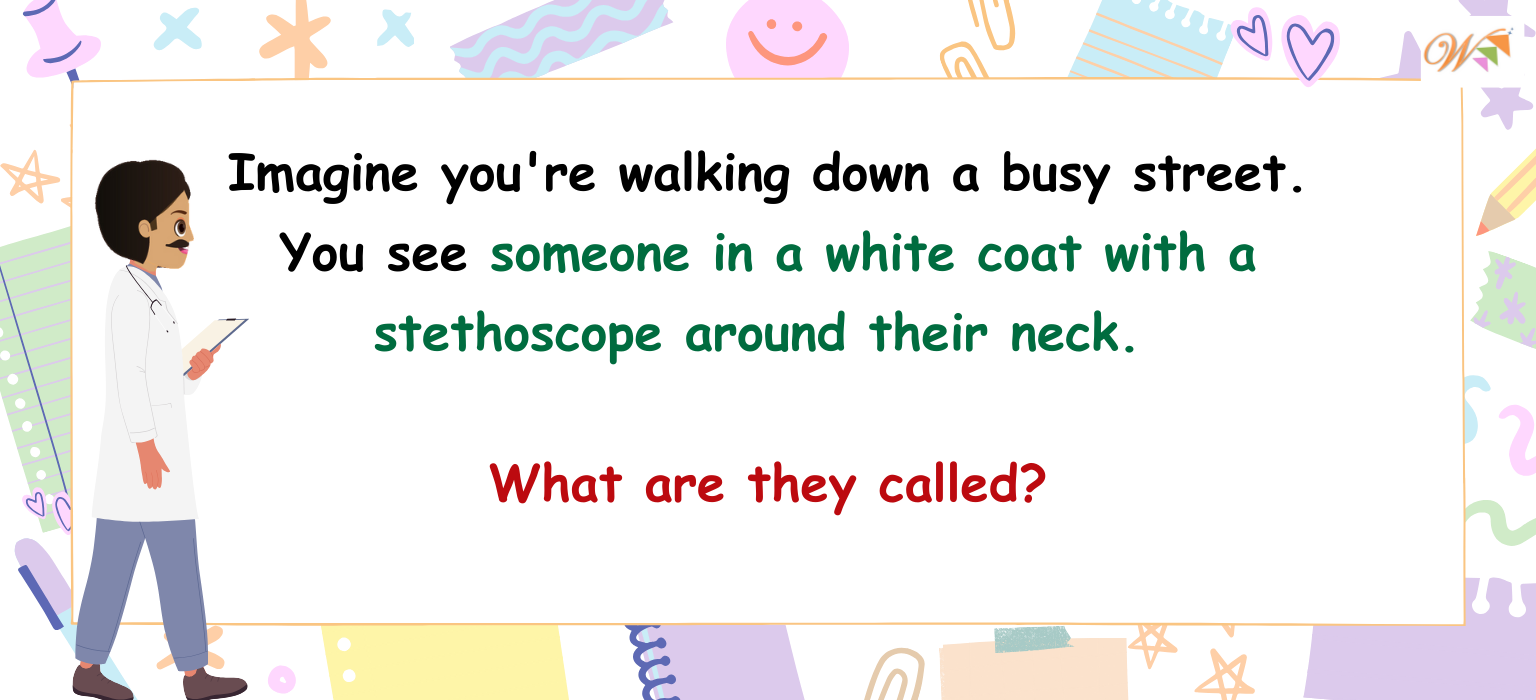 W
Imagine you're walking down a busy street.
You see someone in a white coat with a
stethoscope around their neck.
What are they called?